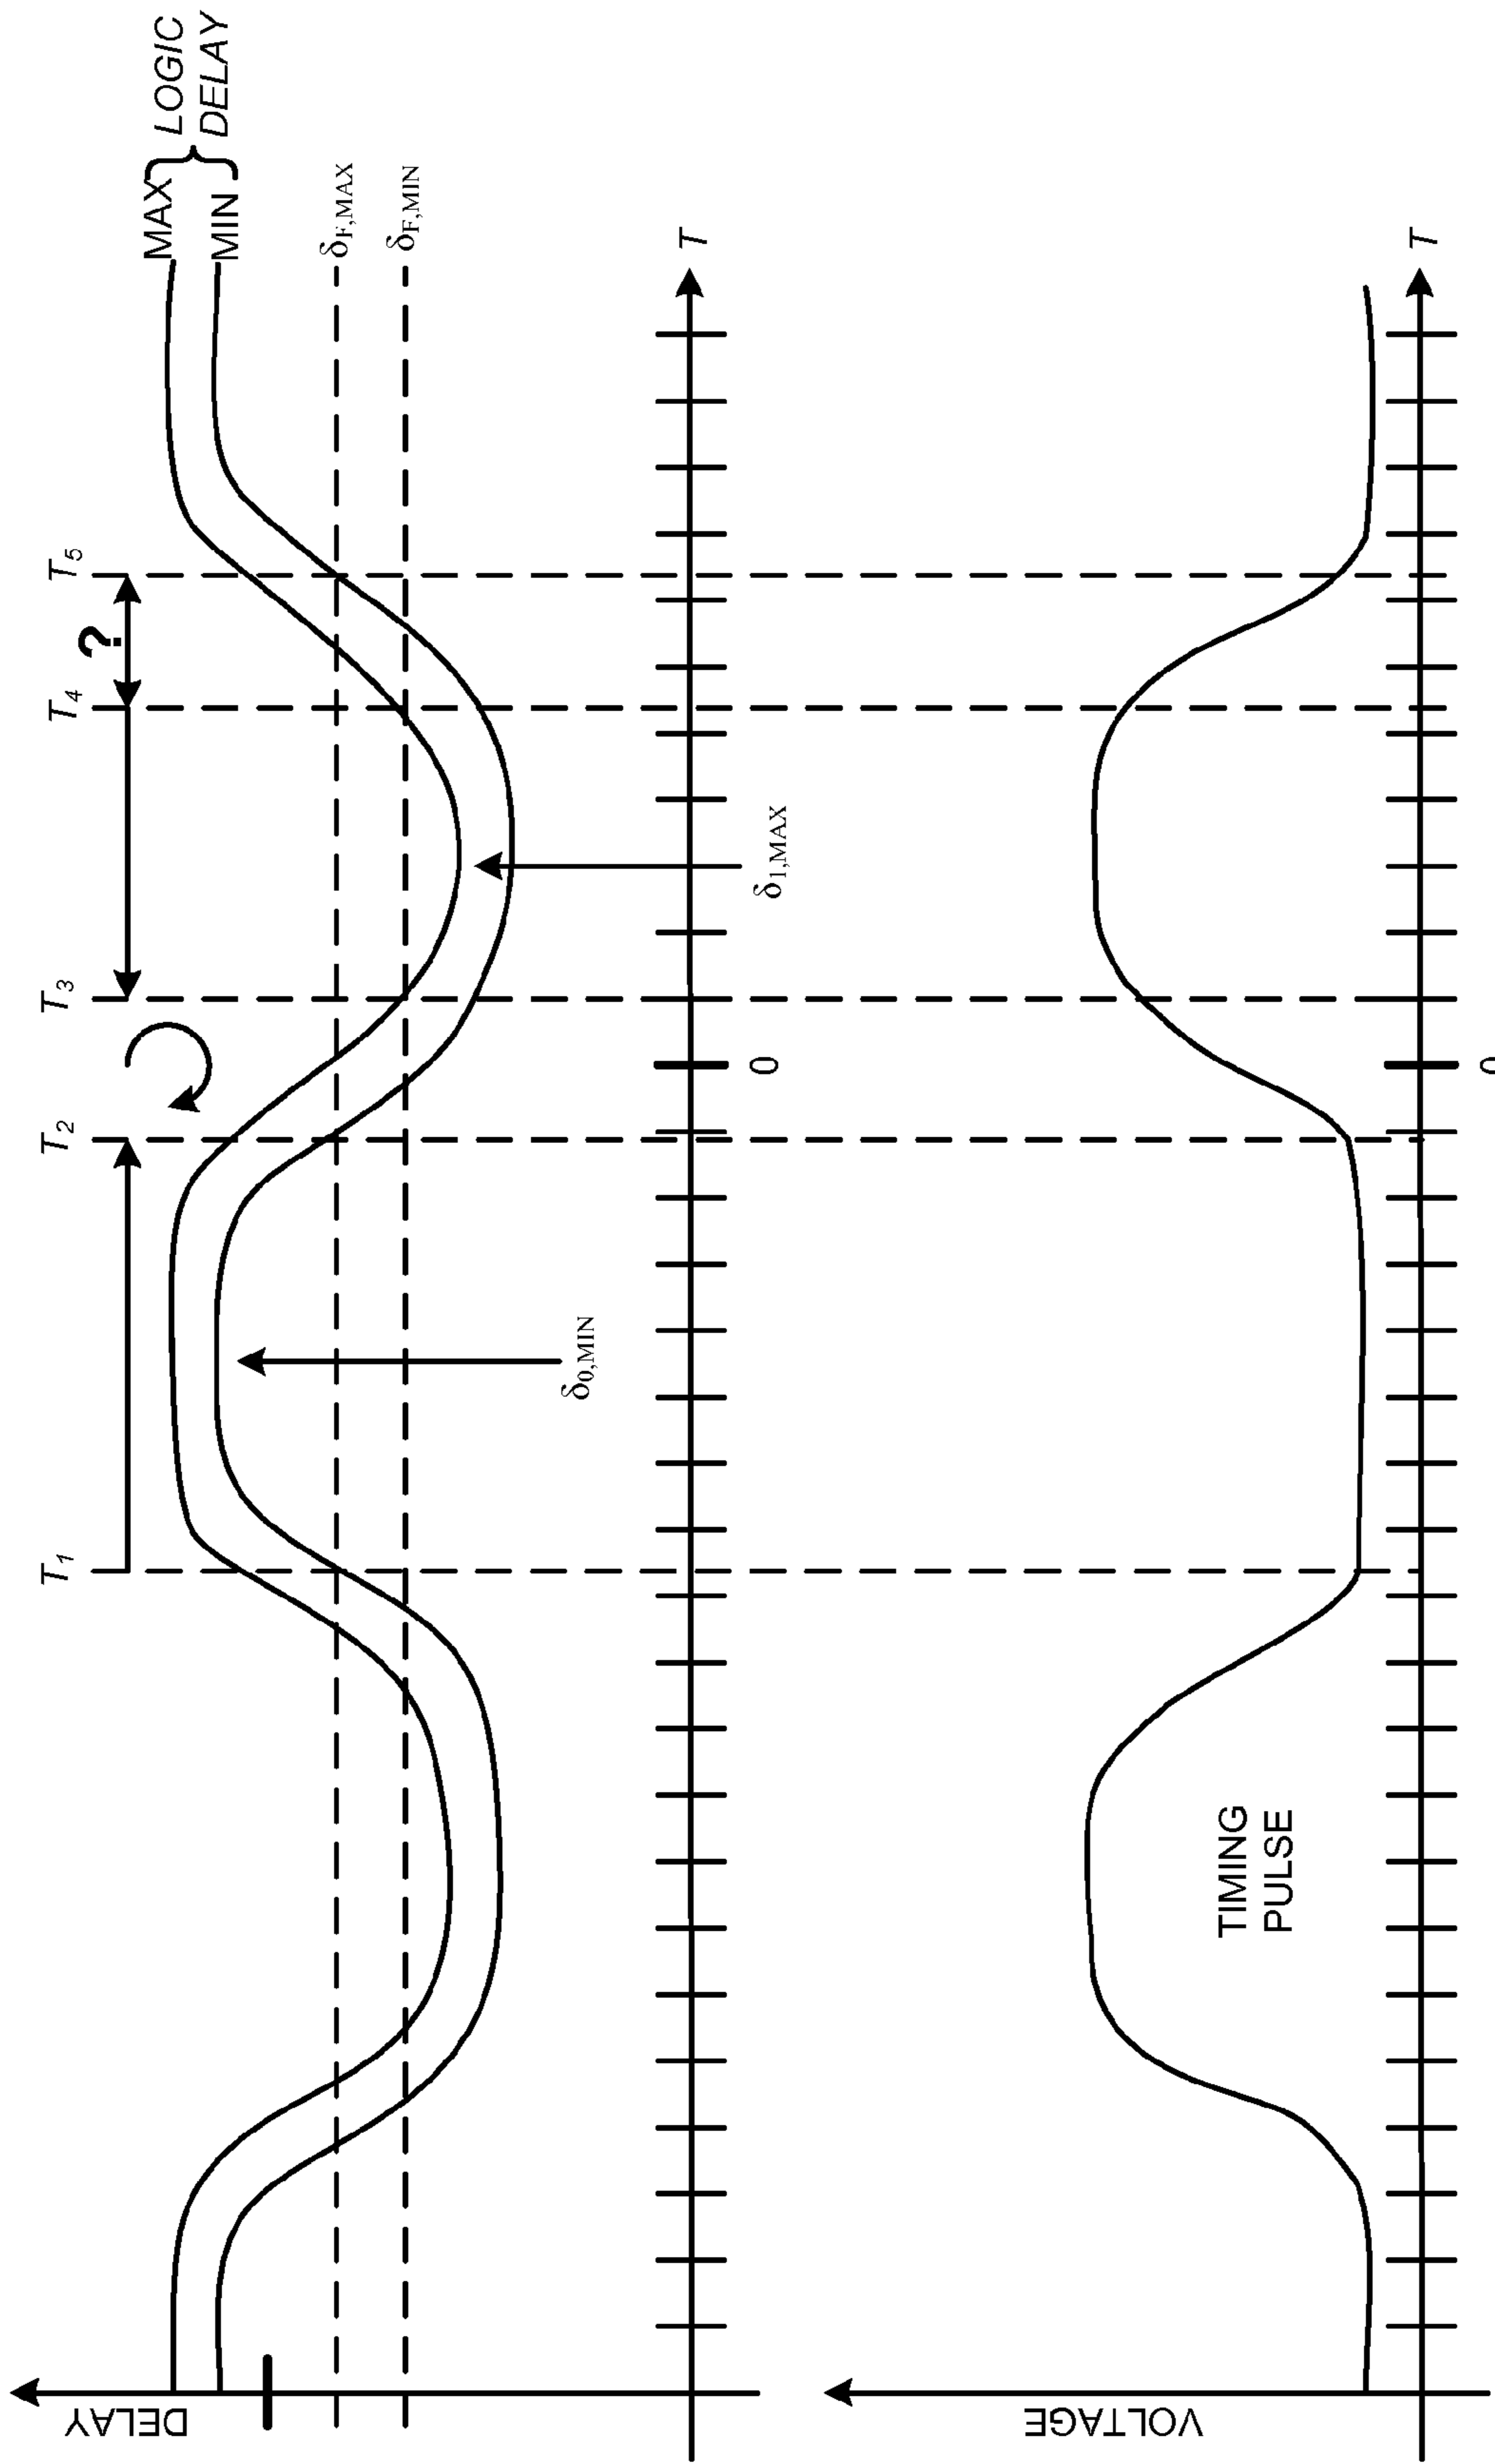 DELAY
T1
T2
T3
T4
?
T5
MAX
MIN
LOGIC
DELAY
δF,MAX
δF,MIN
δ0,MIN
δ1,MAX
0
T
VOLTAGE
TIMING
PULSE
0
T